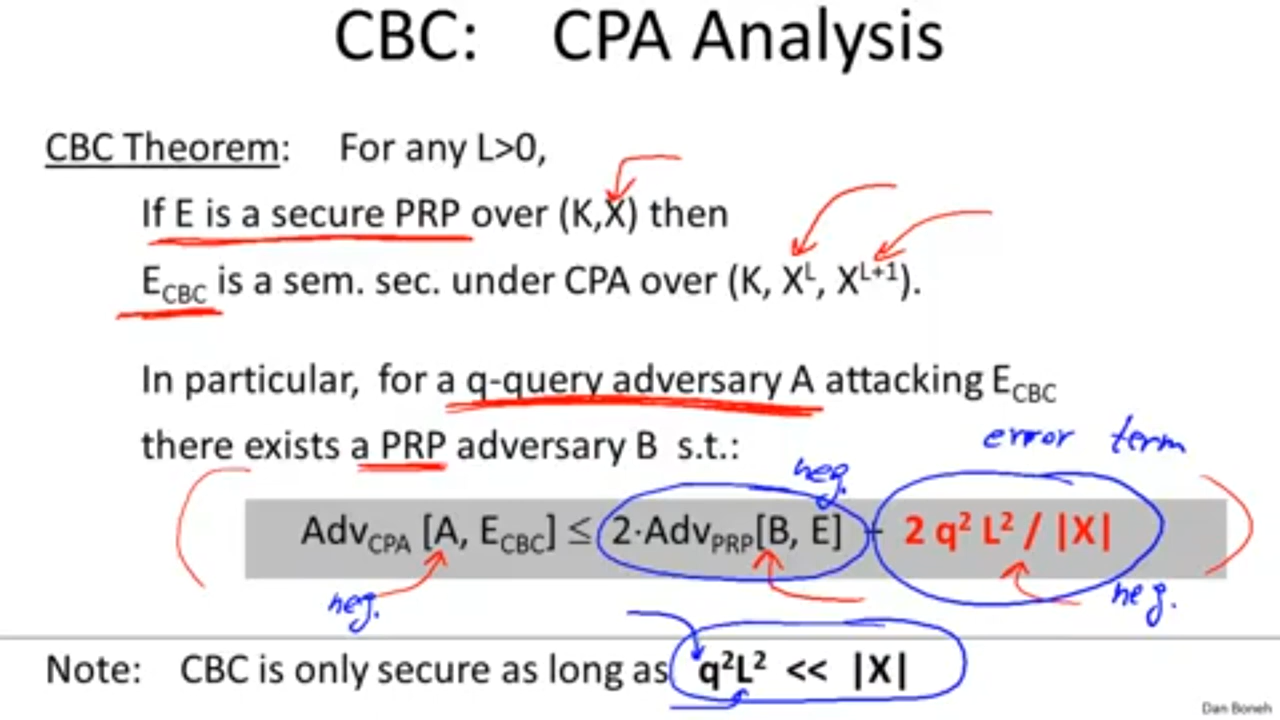 CBC: CPA Analysis
CBC Theorem: For any L>0,
If E is a secure PRP over (K,X) then
E_CBC is a sem. sec. under CPA over (K, X^L, X^(L+1)).
In particular, for a q-query adversary A attacking E_CBC
there exists a PRP adversary B s.t.:
error term
neg.
Adv_CPA [A, E_CBC] ≤ 2·Adv_PRP[B, E] + 2 q² L² / |X|
neg.
neg.
Note: CBC is only secure as long as q²L² << |X|
Dan Boneh